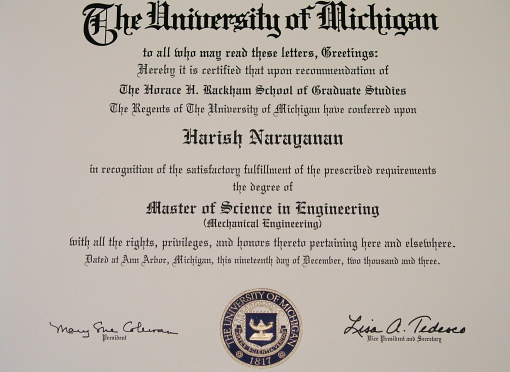 The University of Michigan
to all who may read these letters, Greetings:
Hereby it is certified that upon recommendation of
The Horace H. Rackham School of Graduate Studies
The Regents of The University of Michigan have conferred upon
Harish Narayanan
in recognition of the satisfactory fulfillment of the prescribed requirements
the degree of
Master of Science in Engineering
(Mechanical Engineering)
with all the rights, privileges, and honors thereto pertaining here and elsewhere.
Dated at Ann Arbor, Michigan, this nineteenth day of December, two thousand and three.
Mary Sue Coleman
President
THE UNIVERSITY OF MICHIGAN
1817
Lisa A. Tedesco
Vice President and Secretary